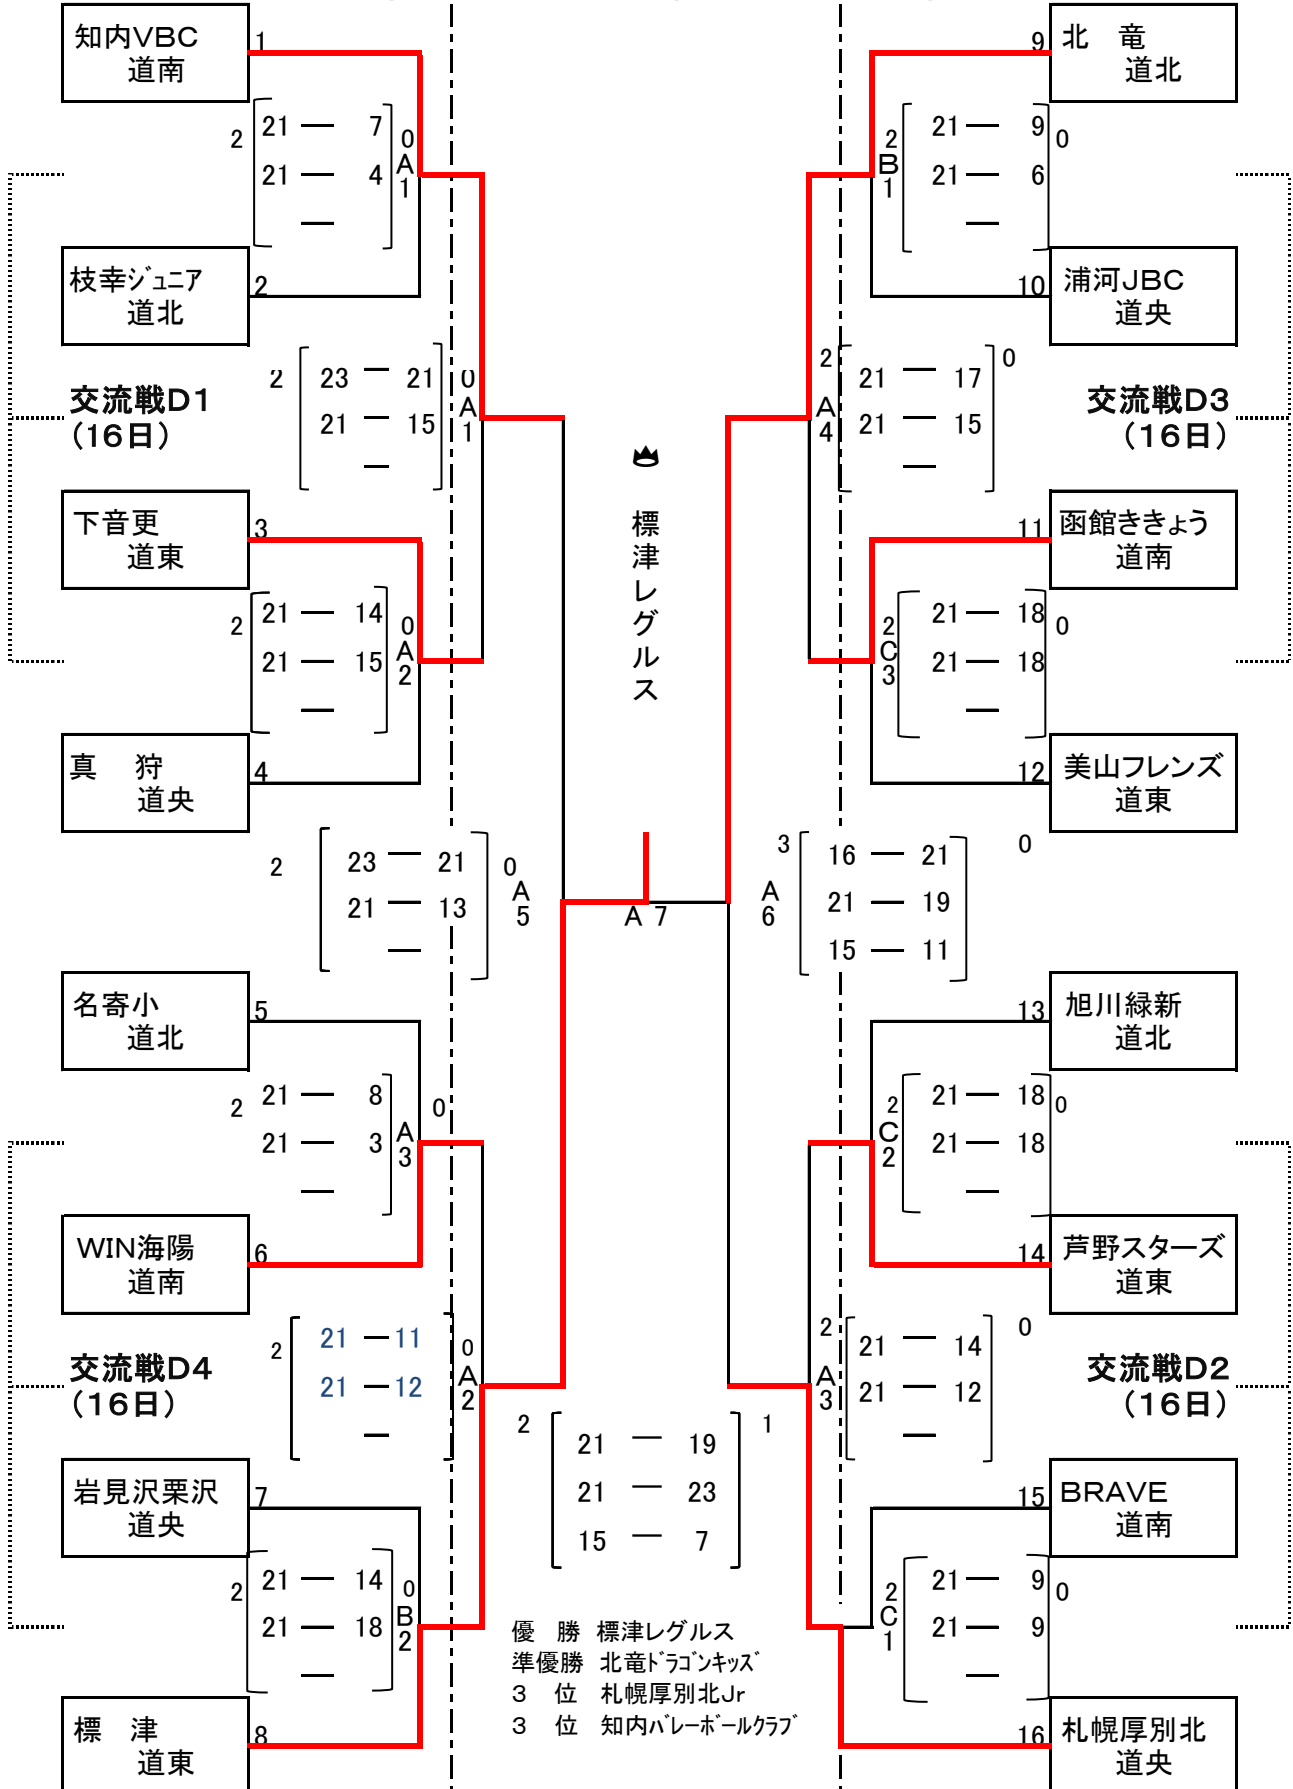 知内VBC
道南
1
2
21 ― 7
21 ― 4
―
0
A
1
枝幸ジュニア
道北
2
交流戦D1
(16日)
2
23 ― 21
21 ― 15
―
0
A
1
下音更
道東
3
2
21 ― 14
21 ― 15
―
0
A
2
真 狩
道央
4
2
23 ― 21
21 ― 13
―
0
A
5
名寄小
道北
5
2
21 ― 8
21 ― 3
―
0
A
3
WIN海陽
道南
6
交流戦D4
(16日)
2
21 ― 11
21 ― 12
―
0
A
2
岩見沢栗沢
道央
7
2
21 ― 14
21 ― 18
―
0
B
2
標 津
道東
8
標津レグルス
A 7
2
21 ― 19
21 ― 23
15 ― 7
1
優 勝 標津レグルス
準優勝 北竜ドラゴンキッズ
3 位 札幌厚別北Jr
3 位 知内バレーボールクラブ
9
北 竜
道北
2
B
1
21 ― 9
21 ― 6
―
0
10
浦河JBC
道央
2
A
4
21 ― 17
21 ― 15
―
0
交流戦D3
(16日)
11
函館ききょう
道南
2
C
3
21 ― 18
21 ― 18
―
0
12
美山フレンズ
道東
3
A
6
16 ― 21
21 ― 19
15 ― 11
0
13
旭川緑新
道北
2
C
2
21 ― 18
21 ― 18
―
0
14
芦野スターズ
道東
2
A
3
21 ― 14
21 ― 12
―
0
交流戦D2
(16日)
15
BRAVE
道南
2
C
1
21 ― 9
21 ― 9
―
0
16
札幌厚別北
道央